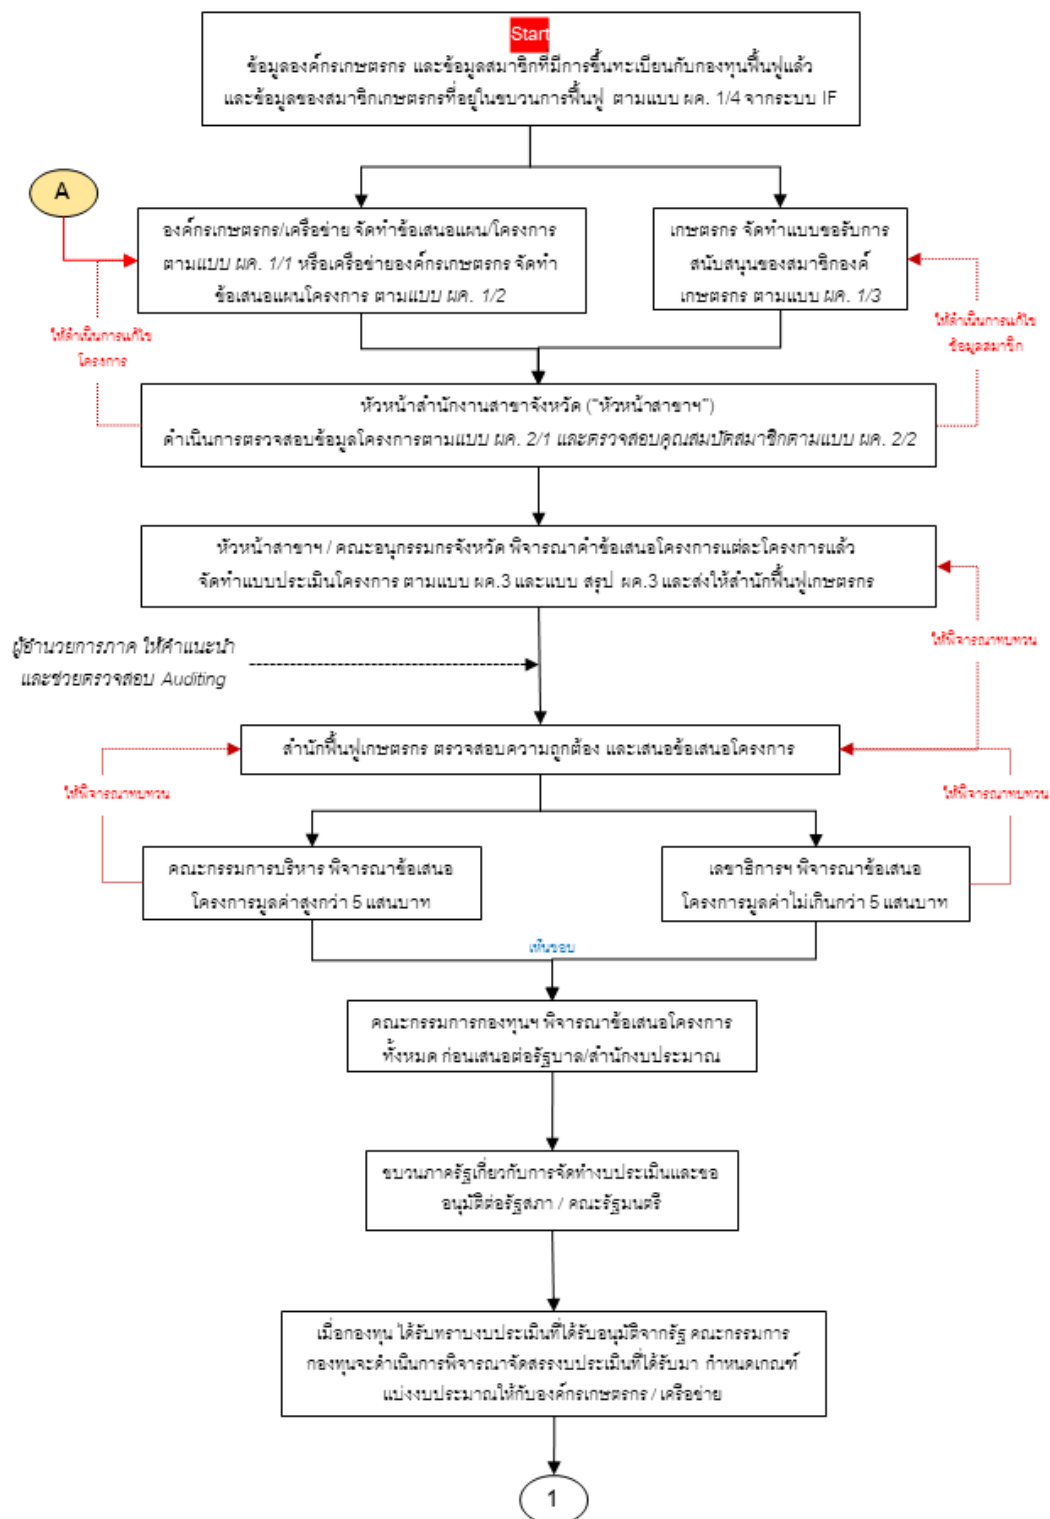 Start
ข้อมูลองค์กรเกษตรกร และข้อมูลสมาชิกที่มีการขึ้นทะเบียนกับกองทุนฟื้นฟูแล้ว
และข้อมูลของสมาชิกเกษตรกรที่อยู่ในขบวนการฟื้นฟู ตามแบบ ผค. 1/4 จากระบบ IF
A
องค์กรเกษตรกร/เครือข่าย จัดทำข้อเสนอแผน/โครงการ
ตามแบบ ผค. 1/1 หรือเครือข่ายองค์กรเกษตรกร จัดทำ
ข้อเสนอแผนโครงการ ตามแบบ ผค. 1/2
เกษตรกร จัดทำแบบขอรับการ
สนับสนุนของสมาชิกองค์
เกษตรกร ตามแบบ ผค. 1/3
ให้ดำเนินการแก้ไข
โครงการ
ให้ดำเนินการแก้ไข
ข้อมูลสมาชิก
หัวหน้าสำนักงานสาขาจังหวัด ("หัวหน้าสาขาฯ")
ดำเนินการตรวจสอบข้อมูลโครงการตามแบบ ผค. 2/1 และตรวจสอบคุณสมบัติสมาชิกตามแบบ ผค. 2/2
หัวหน้าสาขาฯ / คณะอนุกรรมกรจังหวัด พิจารณาคำข้อเสนอโครงการแต่ละโครงการแล้ว
จัดทำแบบประเมินโครงการ ตามแบบ ผค.3 และแบบ สรุป ผค.3 และส่งให้สำนักฟื้นฟูเกษตรกร
ให้พิจารณาทบทวน
ผู้อำนวยการภาค ให้คำแนะนำ
และช่วยตรวจสอบ Auditing
สำนักฟื้นฟูเกษตรกร ตรวจสอบความถูกต้อง และเสนอข้อเสนอโครงการ
ให้พิจารณาทบทวน
ให้พิจารณาทบทวน
คณะกรรมการบริหาร พิจารณาข้อเสนอ
โครงการมูลค่าสูงกว่า 5 แสนบาท
เลขาธิการฯ พิจารณาข้อเสนอ
โครงการมูลค่าไม่เกินกว่า 5 แสนบาท
เห็นชอบ
คณะกรรมการกองทุนฯ พิจารณาข้อเสนอโครงการ
ทั้งหมด ก่อนเสนอต่อรัฐบาล/สำนักงบประมาณ
ขบวนภาครัฐเกี่ยวกับการจัดทำงบประเมินและขอ
อนุมัติต่อรัฐสภา / คณะรัฐมนตรี
เมื่อกองทุน ได้รับทราบงบประเมินที่ได้รับอนุมัติจากรัฐ คณะกรรมการ
กองทุนจะดำเนินการพิจารณาจัดสรรงบประเมินที่ได้รับมา กำหนดเกณฑ์
แบ่งงบประมาณให้กับองค์กรเกษตรกร / เครือข่าย
1